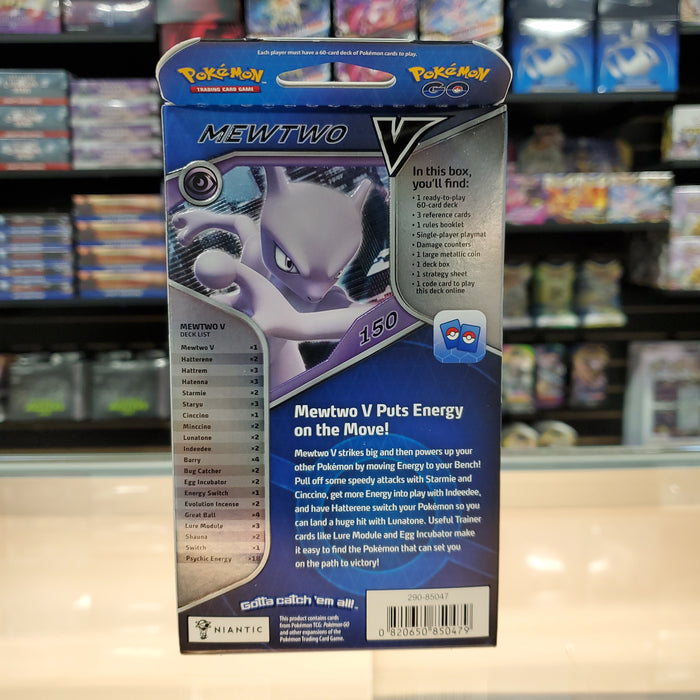 Each player must have a 60-card deck of Pokémon cards to play.
POKéMON
TRADING CARD GAME
POKéMON
GO
MEWTWO V
In this box,
you'll find:
• 1 ready-to-play
60-card deck
• 3 reference cards
• 1 rules booklet
• Single-player playmat
• Damage counters
• 1 large metallic coin
• 1 deck box
• 1 strategy sheet
• 1 code card to play
this deck online
150
MEWTWO V
DECK LIST
Mewtwo V ×1
Hatterene ×2
Hattrem ×3
Hatenna ×3
Starmie ×2
Staryu ×3
Cinccino ×1
Minccino ×2
Lunatone ×2
Indeedee ×2
Barry ×4
Bug Catcher ×2
Egg Incubator ×2
Energy Switch ×1
Evolution Incense ×2
Great Ball ×4
Lure Module ×3
Shauna ×2
Switch ×1
Psychic Energy ×18
Mewtwo V Puts Energy
on the Move!
Mewtwo V strikes big and then powers up your
other Pokémon by moving Energy to your Bench!
Pull off some speedy attacks with Starmie and
Cinccino, get more Energy into play with Indeedee,
and have Hatterene switch your Pokémon so you
can land a huge hit with Lunatone. Useful Trainer
cards like Lure Module and Egg Incubator make
it easy to find the Pokémon that can set you
on the path to victory!
Gotta catch 'em all!™
NIANTIC
This product contains cards
from Pokémon TCG: Pokémon GO
and other expansions of the
Pokémon Trading Card Game.
290-85047
0 820650 850479